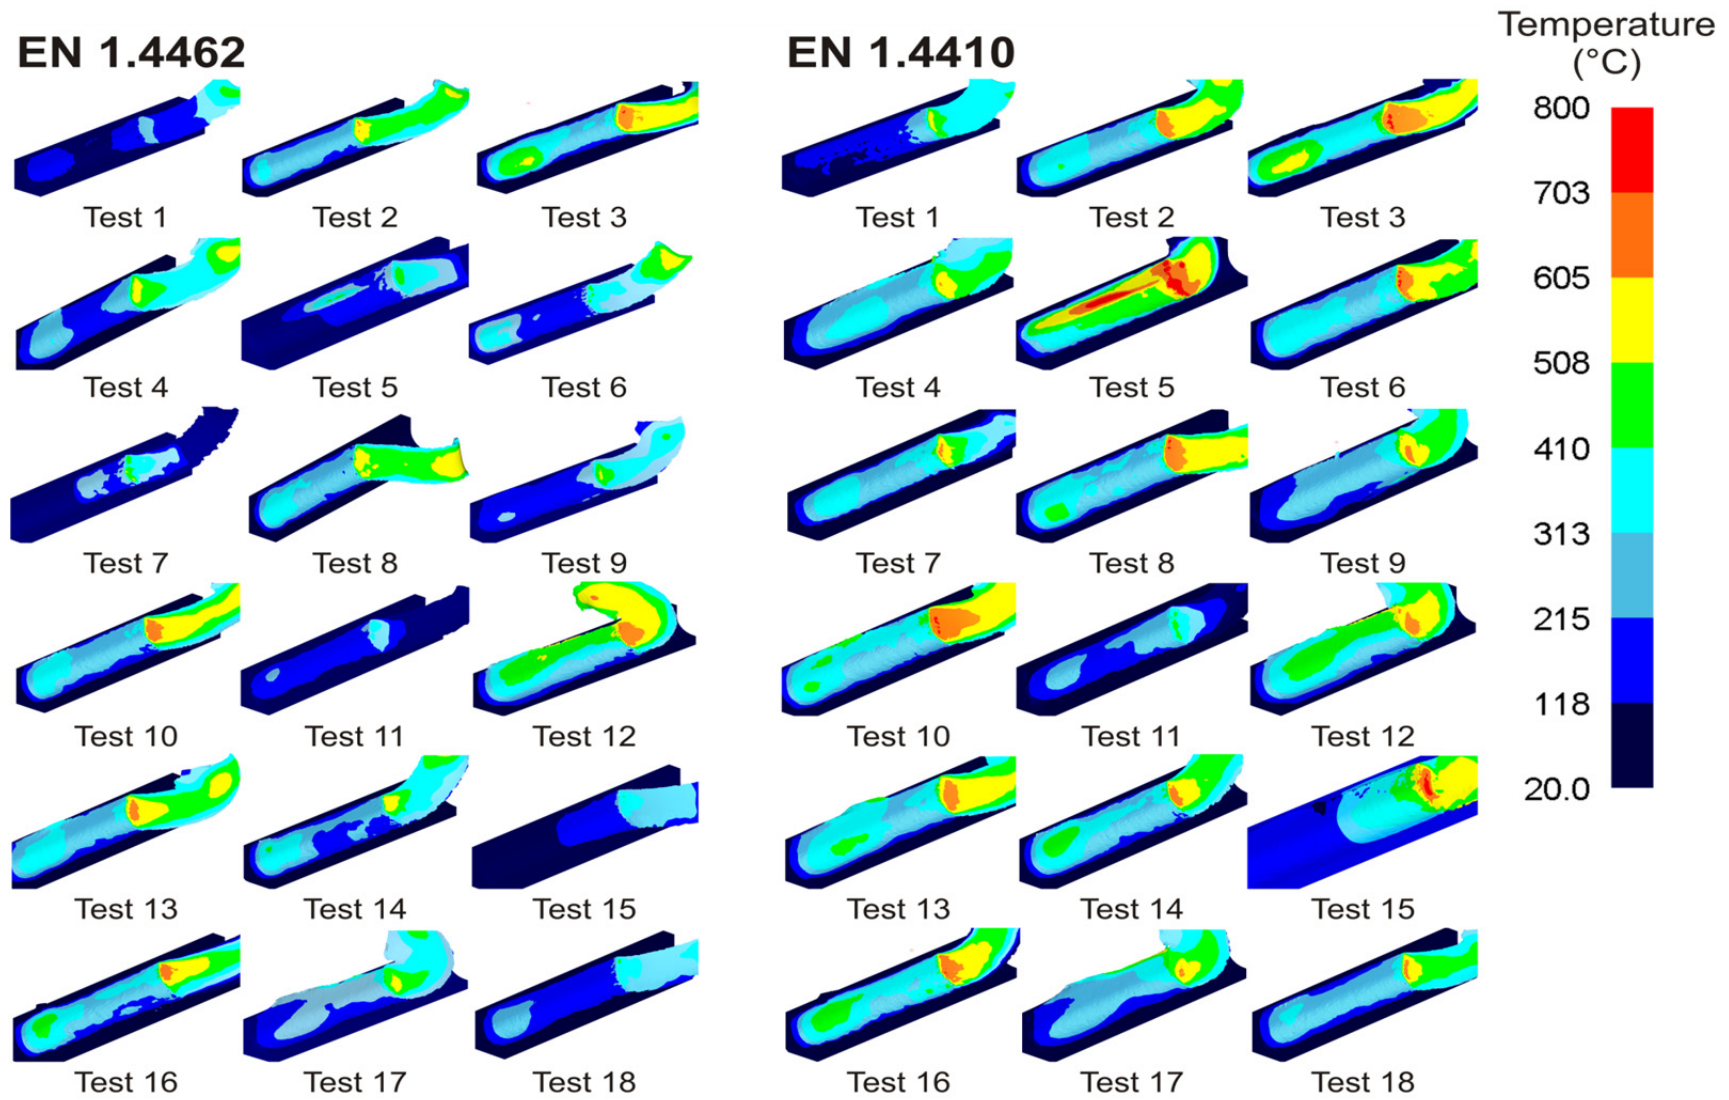 EN 1.4462
EN 1.4410
Temperature
(°C)
800
703
605
508
410
313
215
118
20.0
Test 1
Test 2
Test 3
Test 4
Test 5
Test 6
Test 7
Test 8
Test 9
Test 10
Test 11
Test 12
Test 13
Test 14
Test 15
Test 16
Test 17
Test 18
Test 1
Test 2
Test 3
Test 4
Test 5
Test 6
Test 7
Test 8
Test 9
Test 10
Test 11
Test 12
Test 13
Test 14
Test 15
Test 16
Test 17
Test 18